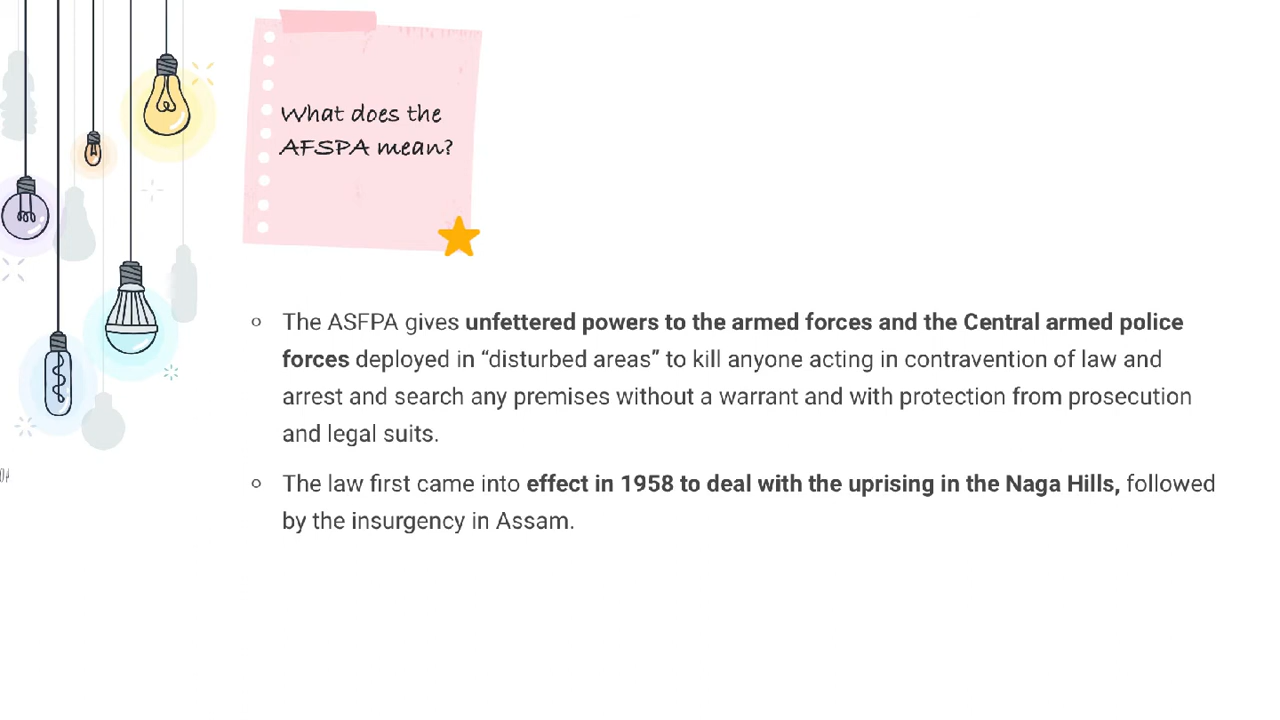 What does the
AFSPA mean?
The ASFPA gives unfettered powers to the armed forces and the Central armed police
forces deployed in “disturbed areas” to kill anyone acting in contravention of law and
arrest and search any premises without a warrant and with protection from prosecution
and legal suits.
The law first came into effect in 1958 to deal with the uprising in the Naga Hills, followed
by the insurgency in Assam.